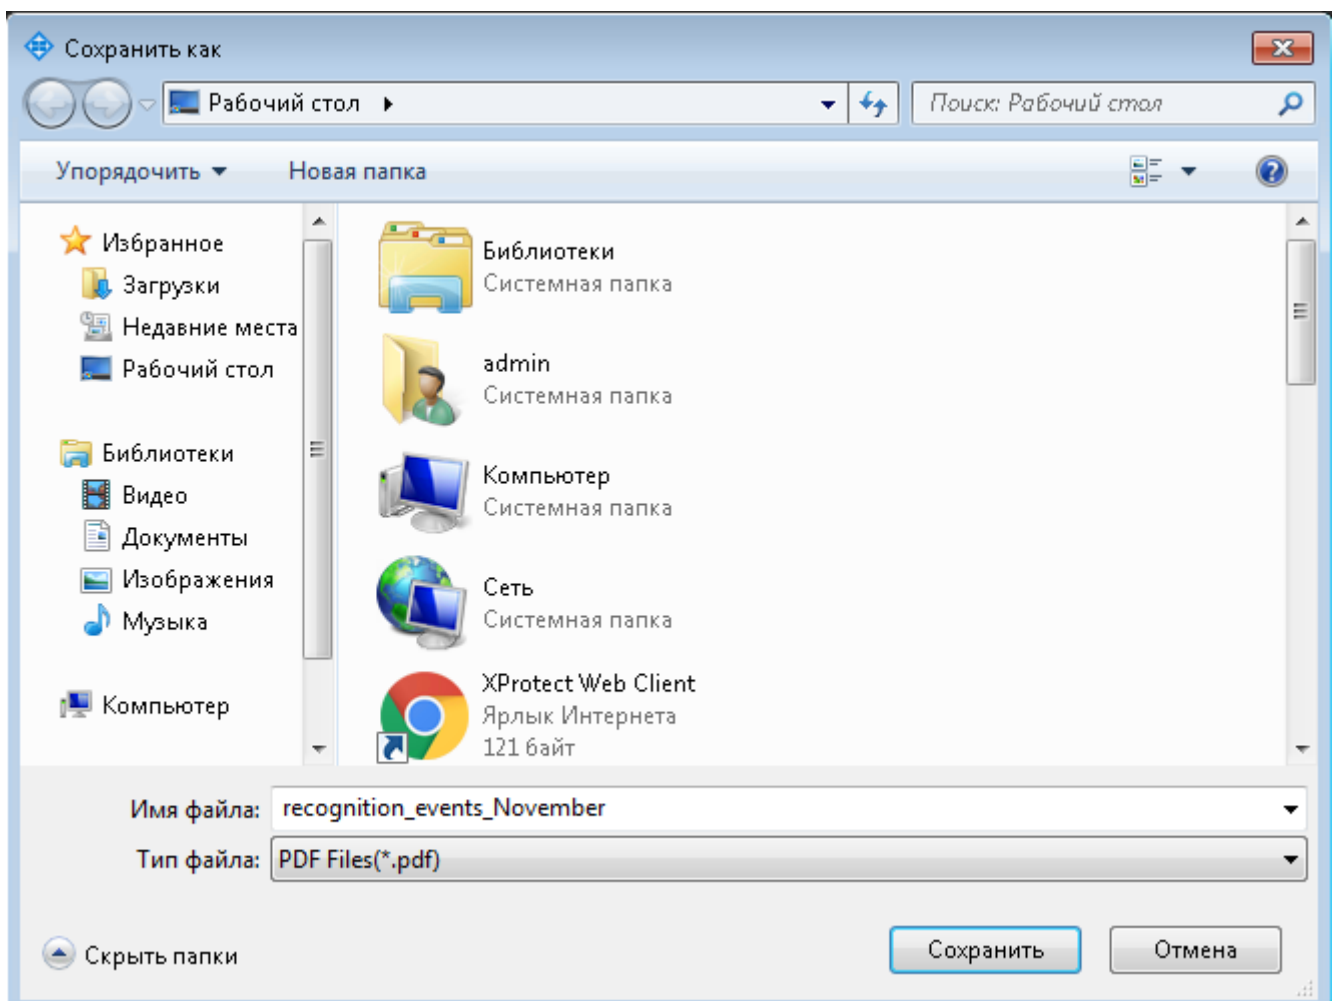 Сохранить как
Рабочий стол
Поиск: Рабочий стол
Упорядочить
Новая папка
Избранное
Загрузки
Недавние места
Рабочий стол
Библиотеки
Видео
Документы
Изображения
Музыка
Компьютер
Библиотеки
Системная папка
admin
Системная папка
Компьютер
Системная папка
Сеть
Системная папка
XProtect Web Client
Ярлык Интернета
121 байт
Имя файла: recognition_events_November
Тип файла: PDF Files(*.pdf)
Скрыть папки
Сохранить
Отмена